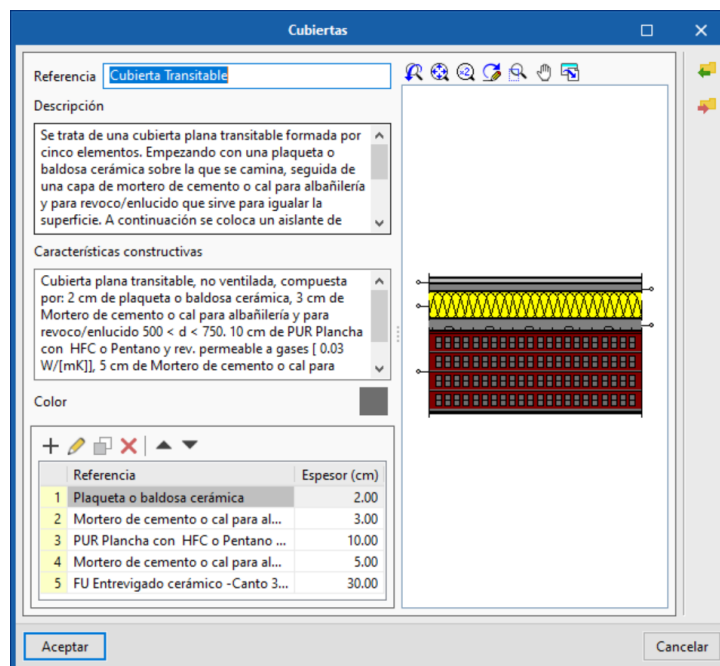 Cubiertas
Referencia Cubierta Transitable
Descripción
Se trata de una cubierta plana transitable formada por
cinco elementos. Empezando con una plaqueta o
baldosa cerámica sobre la que se camina, seguida de
una capa de mortero de cemento o cal para albañilería
y para revoco/enlucido que sirve para igualar la
superficie. A continuación se coloca un aislante de
Características constructivas
Cubierta plana transitable, no ventilada, compuesta
por: 2 cm de plaqueta o baldosa cerámica, 3 cm de
Mortero de cemento o cal para albañilería y para
revoco/enlucido 500 < d < 750. 10 cm de PUR Plancha
con HFC o Pentano y rev. permeable a gases [ 0.03
W/[mK]], 5 cm de Mortero de cemento o cal para
Color
Referencia Espesor (cm)
1 Plaqueta o baldosa cerámica 2.00
2 Mortero de cemento o cal para al... 3.00
3 PUR Plancha con HFC o Pentano ... 10.00
4 Mortero de cemento o cal para al... 5.00
5 FU Entrevigado cerámico -Canto 3... 30.00
Aceptar Cancelar